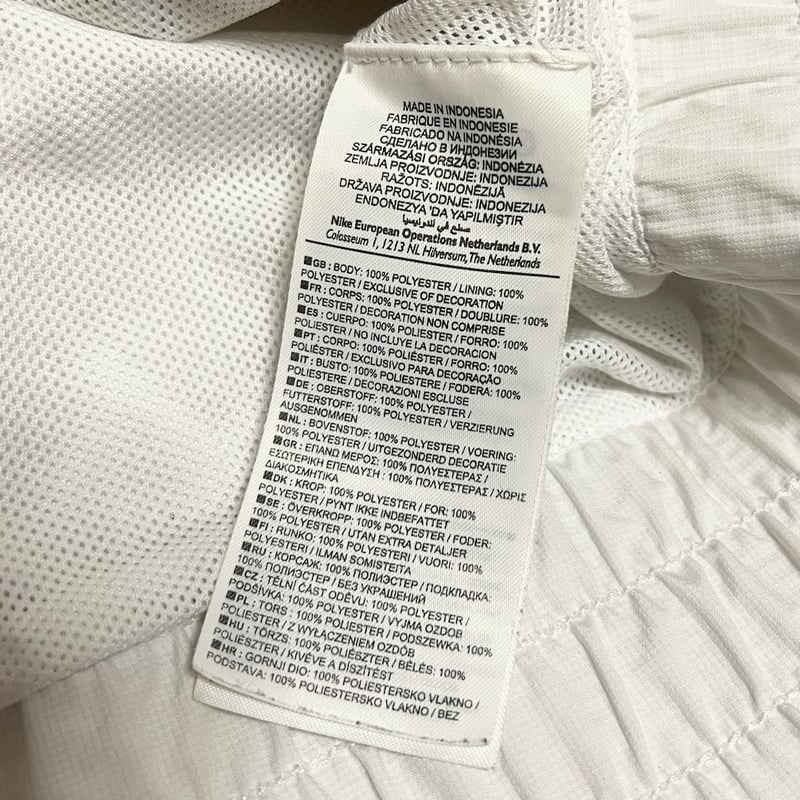 MADE IN INDONESIA
FABRIQUE EN INDONESIE
FABRICADO NA INDONÉSIA
СДЕЛАНО В ИНДОНЕЗИИ
SZÁRMAZÁSI ORSZÁG: INDONÉZIA
ZEMLJA PROIZVODNJE: INDONEZIJA
RAŽOTS: INDONĒZIJĀ
DRŽAVA PROIZVODNJE: INDONEZIJA
ENDONEZYA 'DA YAPILMIŞTIR
صنع في اندونيسيا
Nike European Operations Netherlands B.V.
Colosseum 1, 1213 NL Hilversum, The Netherlands
GB : BODY: 100% POLYESTER / LINING: 100%
POLYESTER / EXCLUSIVE OF DECORATION
FR : CORPS: 100% POLYESTER / DOUBLURE: 100%
POLYESTER / DECORATION NON COMPRISE
ES : CUERPO: 100% POLIESTER / FORRO: 100%
POLIESTER / NO INCLUYE LA DECORACION
PT : CORPO: 100% POLIÉSTER / FORRO: 100%
POLIÉSTER / EXCLUSIVO PARA DECORAÇÃO
IT : BUSTO: 100% POLIESTERE / FODERA: 100%
POLIESTERE / DECORAZIONI ESCLUSE
DE : OBERSTOFF: 100% POLYESTER /
FUTTERSTOFF: 100% POLYESTER / VERZIERUNG
AUSGENOMMEN
NL : BOVENSTOF: 100% POLYESTER / VOERING:
100% POLYESTER / UITGEZONDERD DECORATIE
GR : ΕΠΑΝΩ ΜΕΡΟΣ: 100% ΠΟΛΥΕΣΤΕΡΑΣ /
ΕΣΩΤΕΡΙΚΗ ΕΠΕΝΔΥΣΗ : 100% ΠΟΛΥΕΣΤΕΡΑΣ / ΧΩΡΙΣ
ΔΙΑΚΟΣΜΗΤΙΚΑ
DK : KROP: 100% POLYESTER / FOR: 100%
POLYESTER / PYNT IKKE INDBEFATTET
SE : ÖVERKROPP: 100% POLYESTER / FODER:
100% POLYESTER / UTAN EXTRA DETALJER
FI : RUNKO: 100% POLYESTERI / VUORI: 100%
POLYESTERI / ILMAN SOMISTEITA
RU : КОРСАЖ: 100% ПОЛИЭСТЕР / ПОДКЛАДКА:
100% ПОЛИЭСТЕР / БЕЗ УКРАШЕНИЙ
CZ : TĚLNÍ ČÁST ODĚVU: 100% POLYESTER /
PODŠÍVKA: 100% POLYESTER / VYJMA OZDOB
PL : TORS : 100% POLYESTER / PODSZEWKA: 100%
POLYESTER / Z WYŁĄCZENIEM OZDÓB
HU : TÖRZS: 100% POLIÉSZTER / BÉLÉS: 100%
POLIÉSZTER / KIVÉVE A DÍSZÍTÉST
HR : GORNJI DIO: 100% POLIESTERSKO VLAKNO /
PODSTAVA: 100% POLIESTERSKO VLAKNO / BEZ